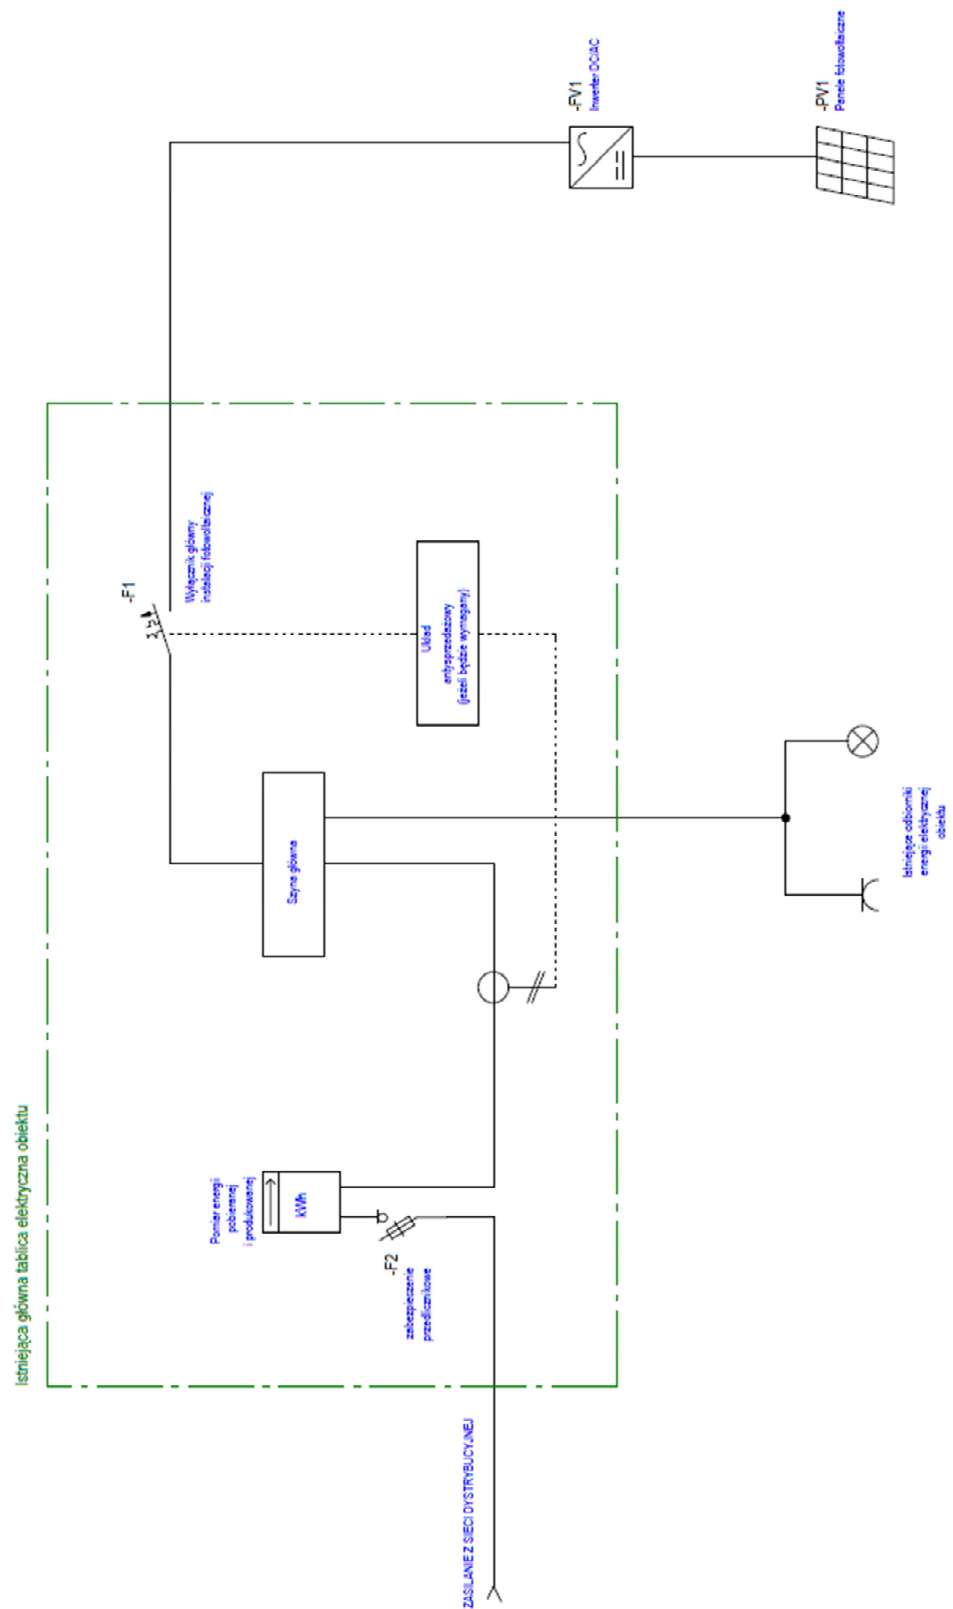 Istniejąca główna tablica elektryczna obiektu
-F1
Wyłącznik główny
instalacji fotowoltaicznej
-FV1
Inwerter DC/AC
-PV1
Panele fotowoltaiczne
Układ
antysprzedażowy
(jeżeli będzie wymagany)
Szyna główna
Pomiar energii
pobieranej
i produkowanej
kWh
-F2
zabezpieczenie
przedlicznikowe
ZASILANIE Z SIECI DYSTRYBUCYJNEJ
Istniejące odbiorniki
energii elektrycznej
obiektu